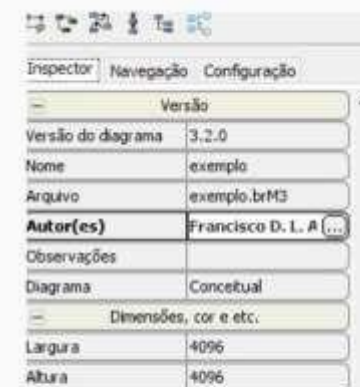 Inspector Navegação Configuração
Versão
Versão do diagrama 3.2.0
Nome exemplo
Arquivo exemplo.brM3
Autor(es) Francisco D. L. A ...
Observações
Diagrama Conceitual
Dimensões, cor e etc.
Largura 4096
Altura 4096